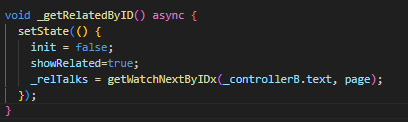 void _getRelatedByID() async {
  setState(() {
    init = false;
    showRelated=true;
    _relTalks = getWatchNextByIDx(_controllerB.text, page);
  });
}